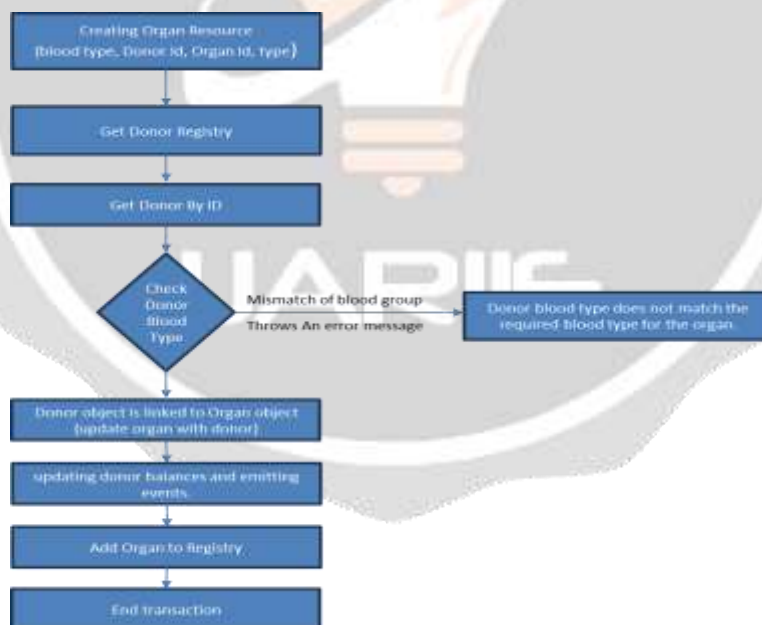 Creating Organ Resource
(blood type, Donor Id, Organ Id, type)
Get Donor Registry
Get Donor By ID
Check
Donor
Blood
Type
Mismatch of blood group
Throws An error message
Donor blood type does not match the
required blood type for the organ.
Donor object is linked to Organ object
(update organ with donor)
updating donor balances and emitting
events.
Add Organ to Registry
End transaction